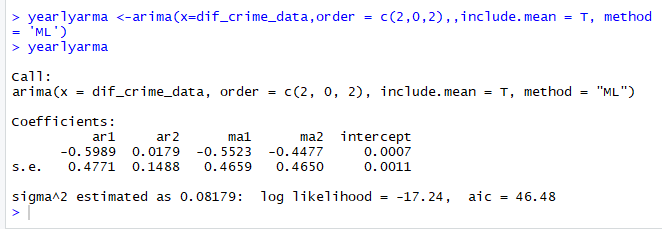 > yearlyarma <-arima(x=dif_crime_data,order = c(2,0,2),,include.mean = T, method
= 'ML')
> yearlyarma
Call:
arima(x = dif_crime_data, order = c(2, 0, 2), include.mean = T, method = "ML")
Coefficients:
ar1 ar2 ma1 ma2 intercept
-0.5989 0.0179 -0.5523 -0.4477 0.0007
s.e. 0.4771 0.1488 0.4659 0.4650 0.0011
sigma^2 estimated as 0.08179: log likelihood = -17.24, aic = 46.48
>